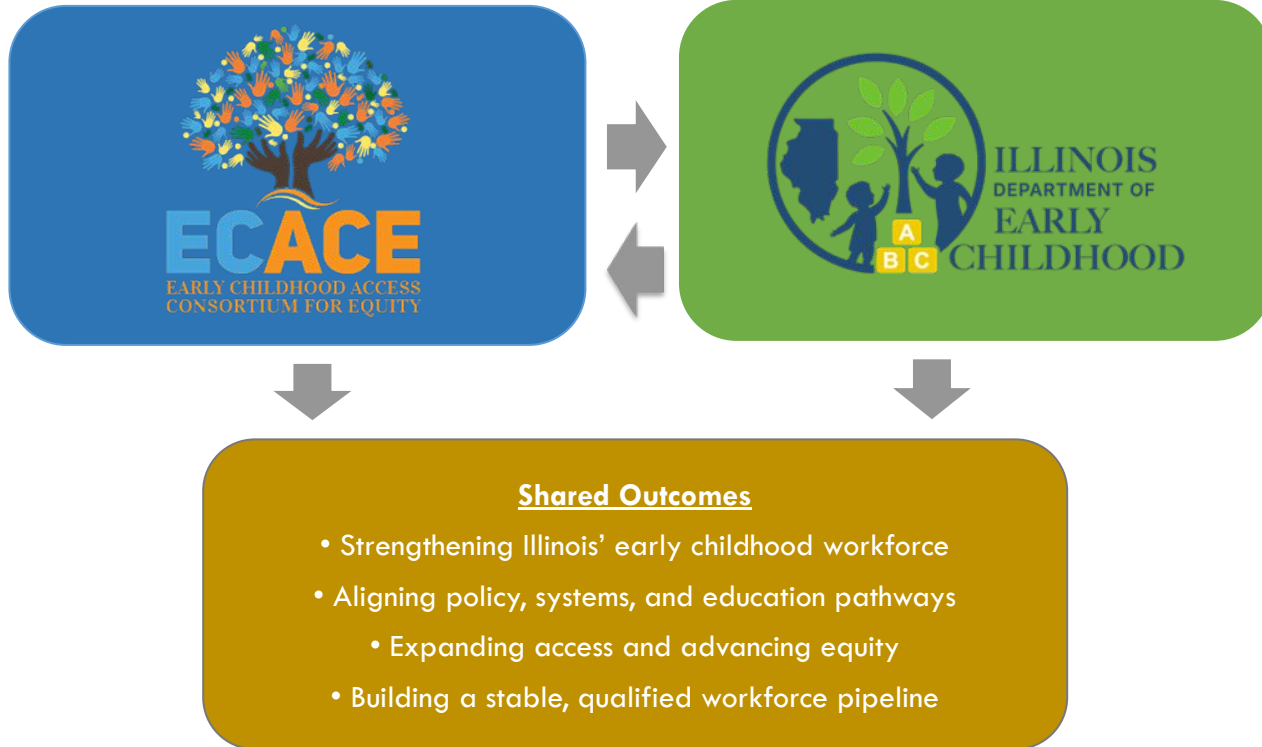 ECACE
EARLY CHILDHOOD ACCESS
CONSORTIUM FOR EQUITY
ILLINOIS
DEPARTMENT OF
EARLY
CHILDHOOD
A
B C
Shared Outcomes
• Strengthening Illinois’ early childhood workforce
• Aligning policy, systems, and education pathways
• Expanding access and advancing equity
• Building a stable, qualified workforce pipeline